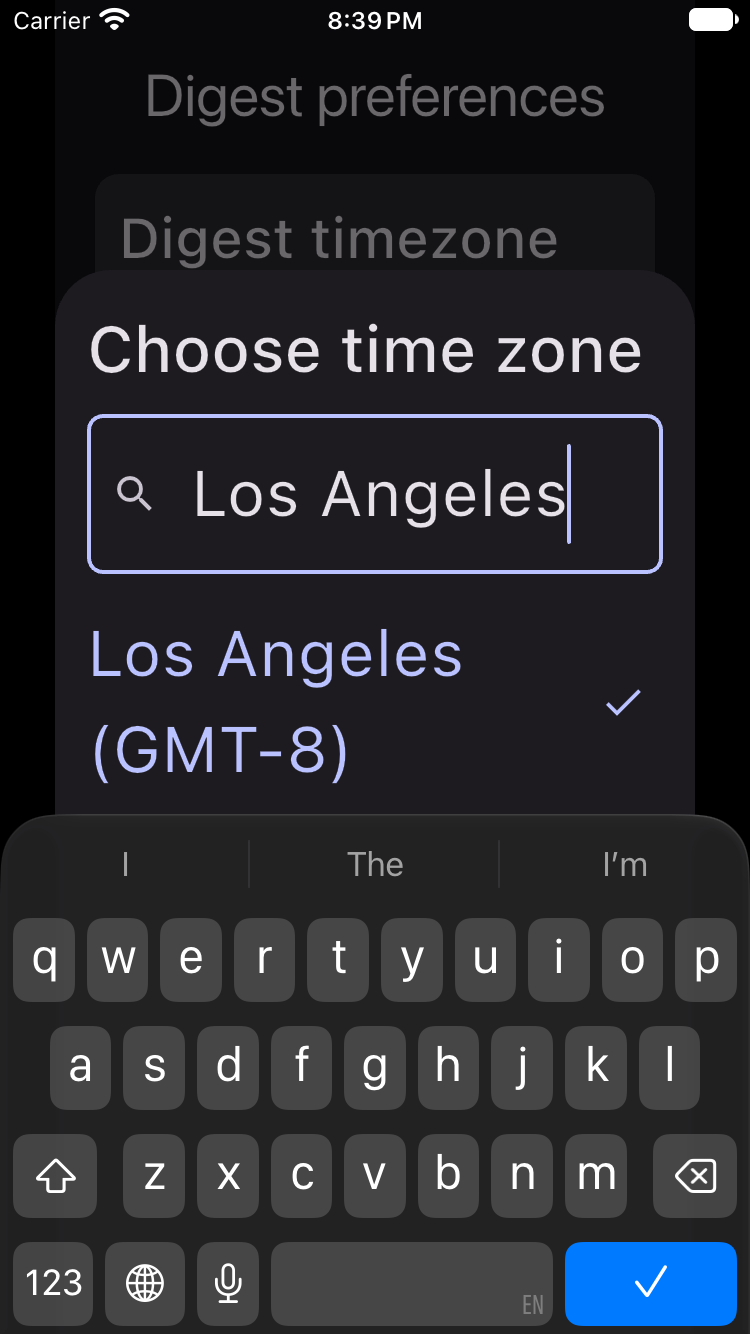 Carrier 8:39 PM
Digest preferences
Digest timezone
Choose time zone
Los Angeles
Los Angeles
(GMT-8)
I The I’m
q w e r t y u i o p
a s d f g h j k l
z x c v b n m
123 EN